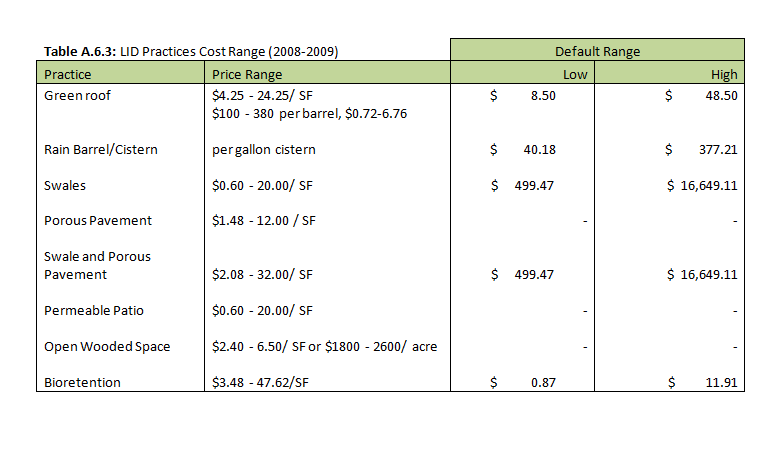 Table A.6.3: LID Practices Cost Range (2008-2009) Default Range
Practice Price Range Low High
Green roof $4.25 - 24.25/ SF $ 8.50 $ 48.50
$100 - 380 per barrel, $0.72-6.76
Rain Barrel/Cistern per gallon cistern $ 40.18 $ 377.21
Swales $0.60 - 20.00/ SF $ 499.47 $ 16,649.11
Porous Pavement $1.48 - 12.00 / SF - -
Swale and Porous
Pavement $2.08 - 32.00/ SF $ 499.47 $ 16,649.11
Permeable Patio $0.60 - 20.00/ SF - -
Open Wooded Space $2.40 - 6.50/ SF or $1800 - 2600/ acre - -
Bioretention $3.48 - 47.62/SF $ 0.87 $ 11.91